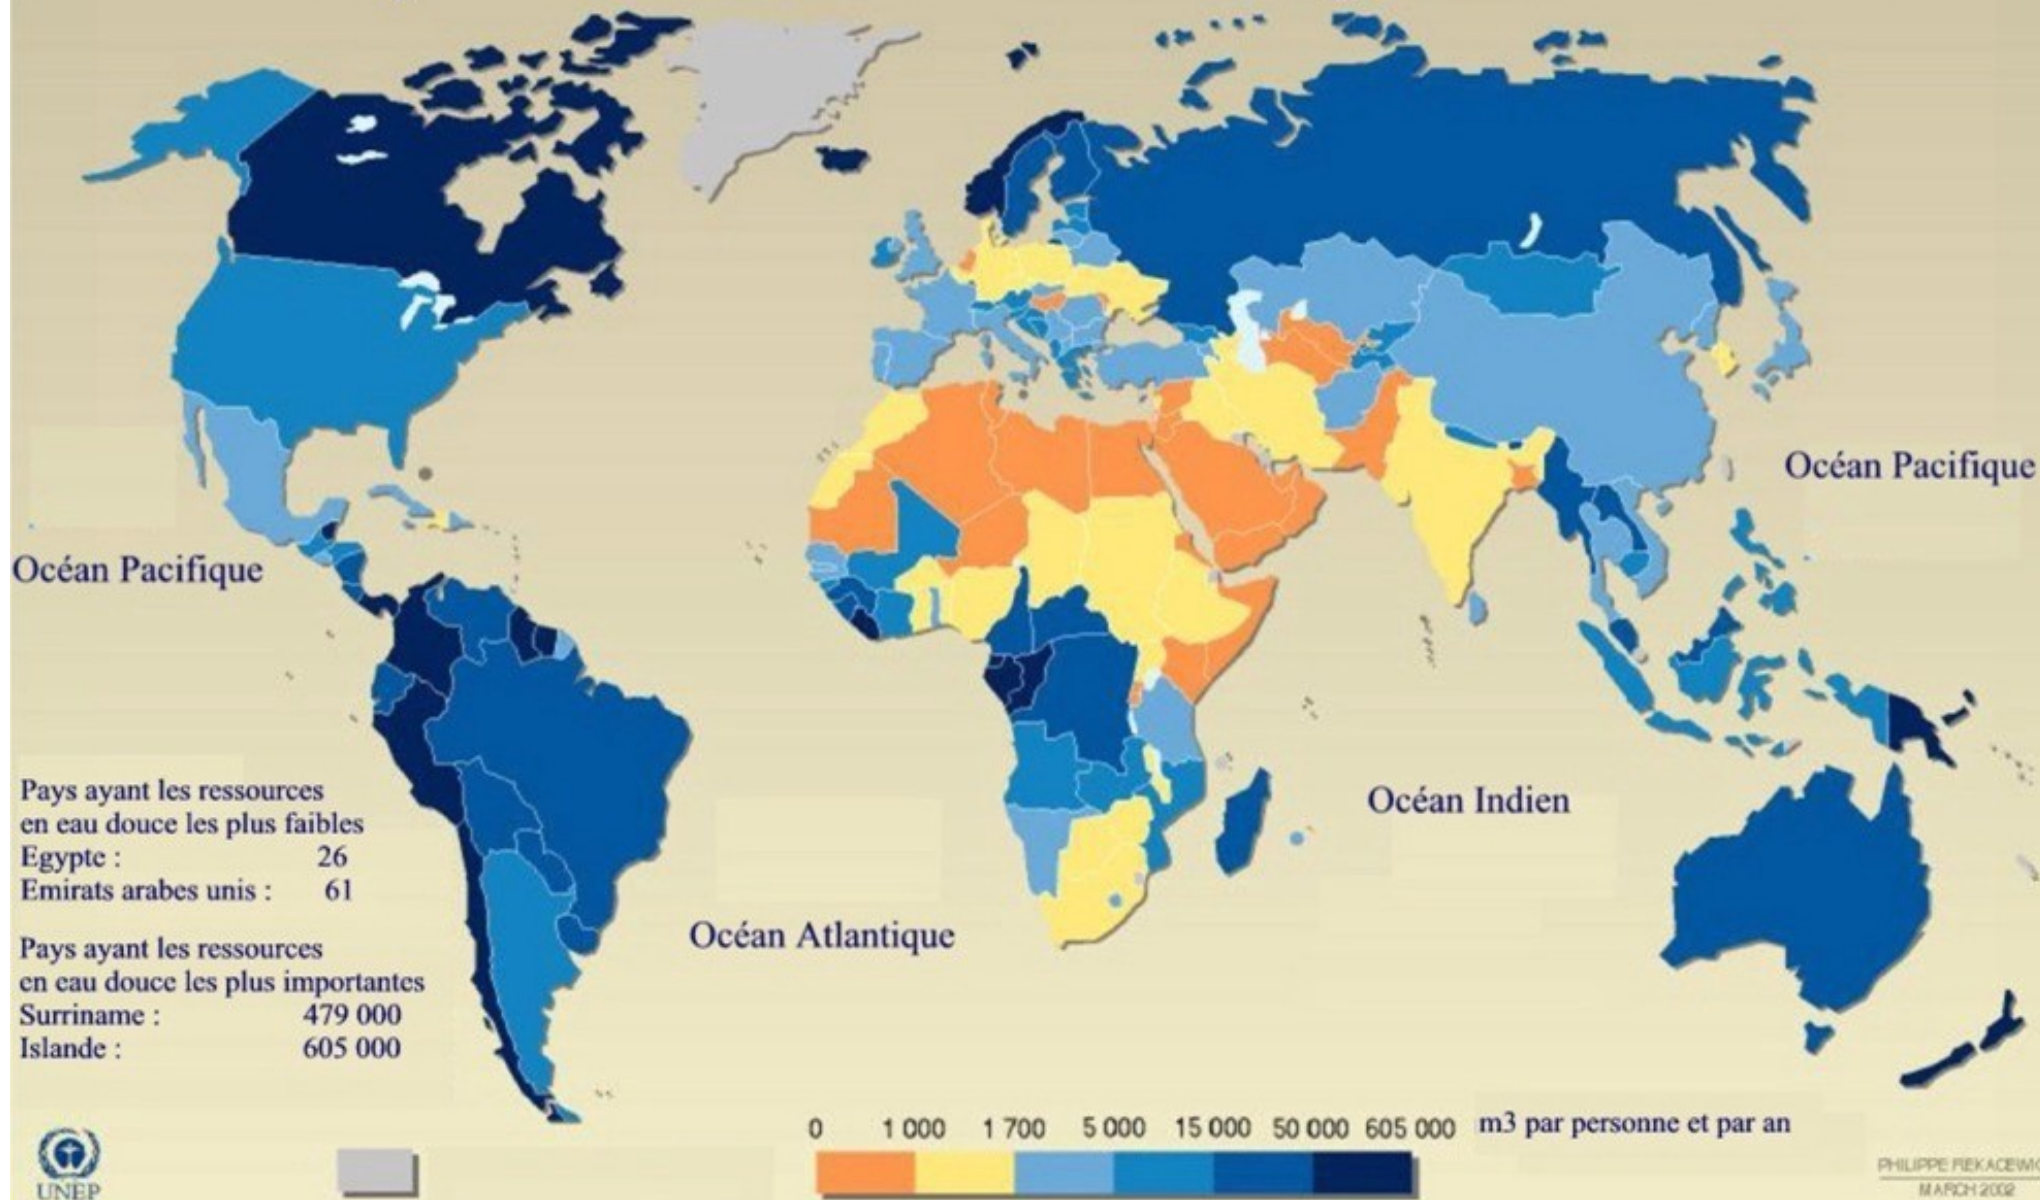 Océan Pacifique
Océan Pacifique
Océan Indien
Océan Atlantique
Pays ayant les ressources
en eau douce les plus faibles
Egypte : 26
Emirats arabes unis : 61
Pays ayant les ressources
en eau douce les plus importantes
Surriname : 479 000
Islande : 605 000
0 1 000 1 700 5 000 15 000 50 000 605 000 m3 par personne et par an
UNEP
PHILIPPE
MARCH 2002